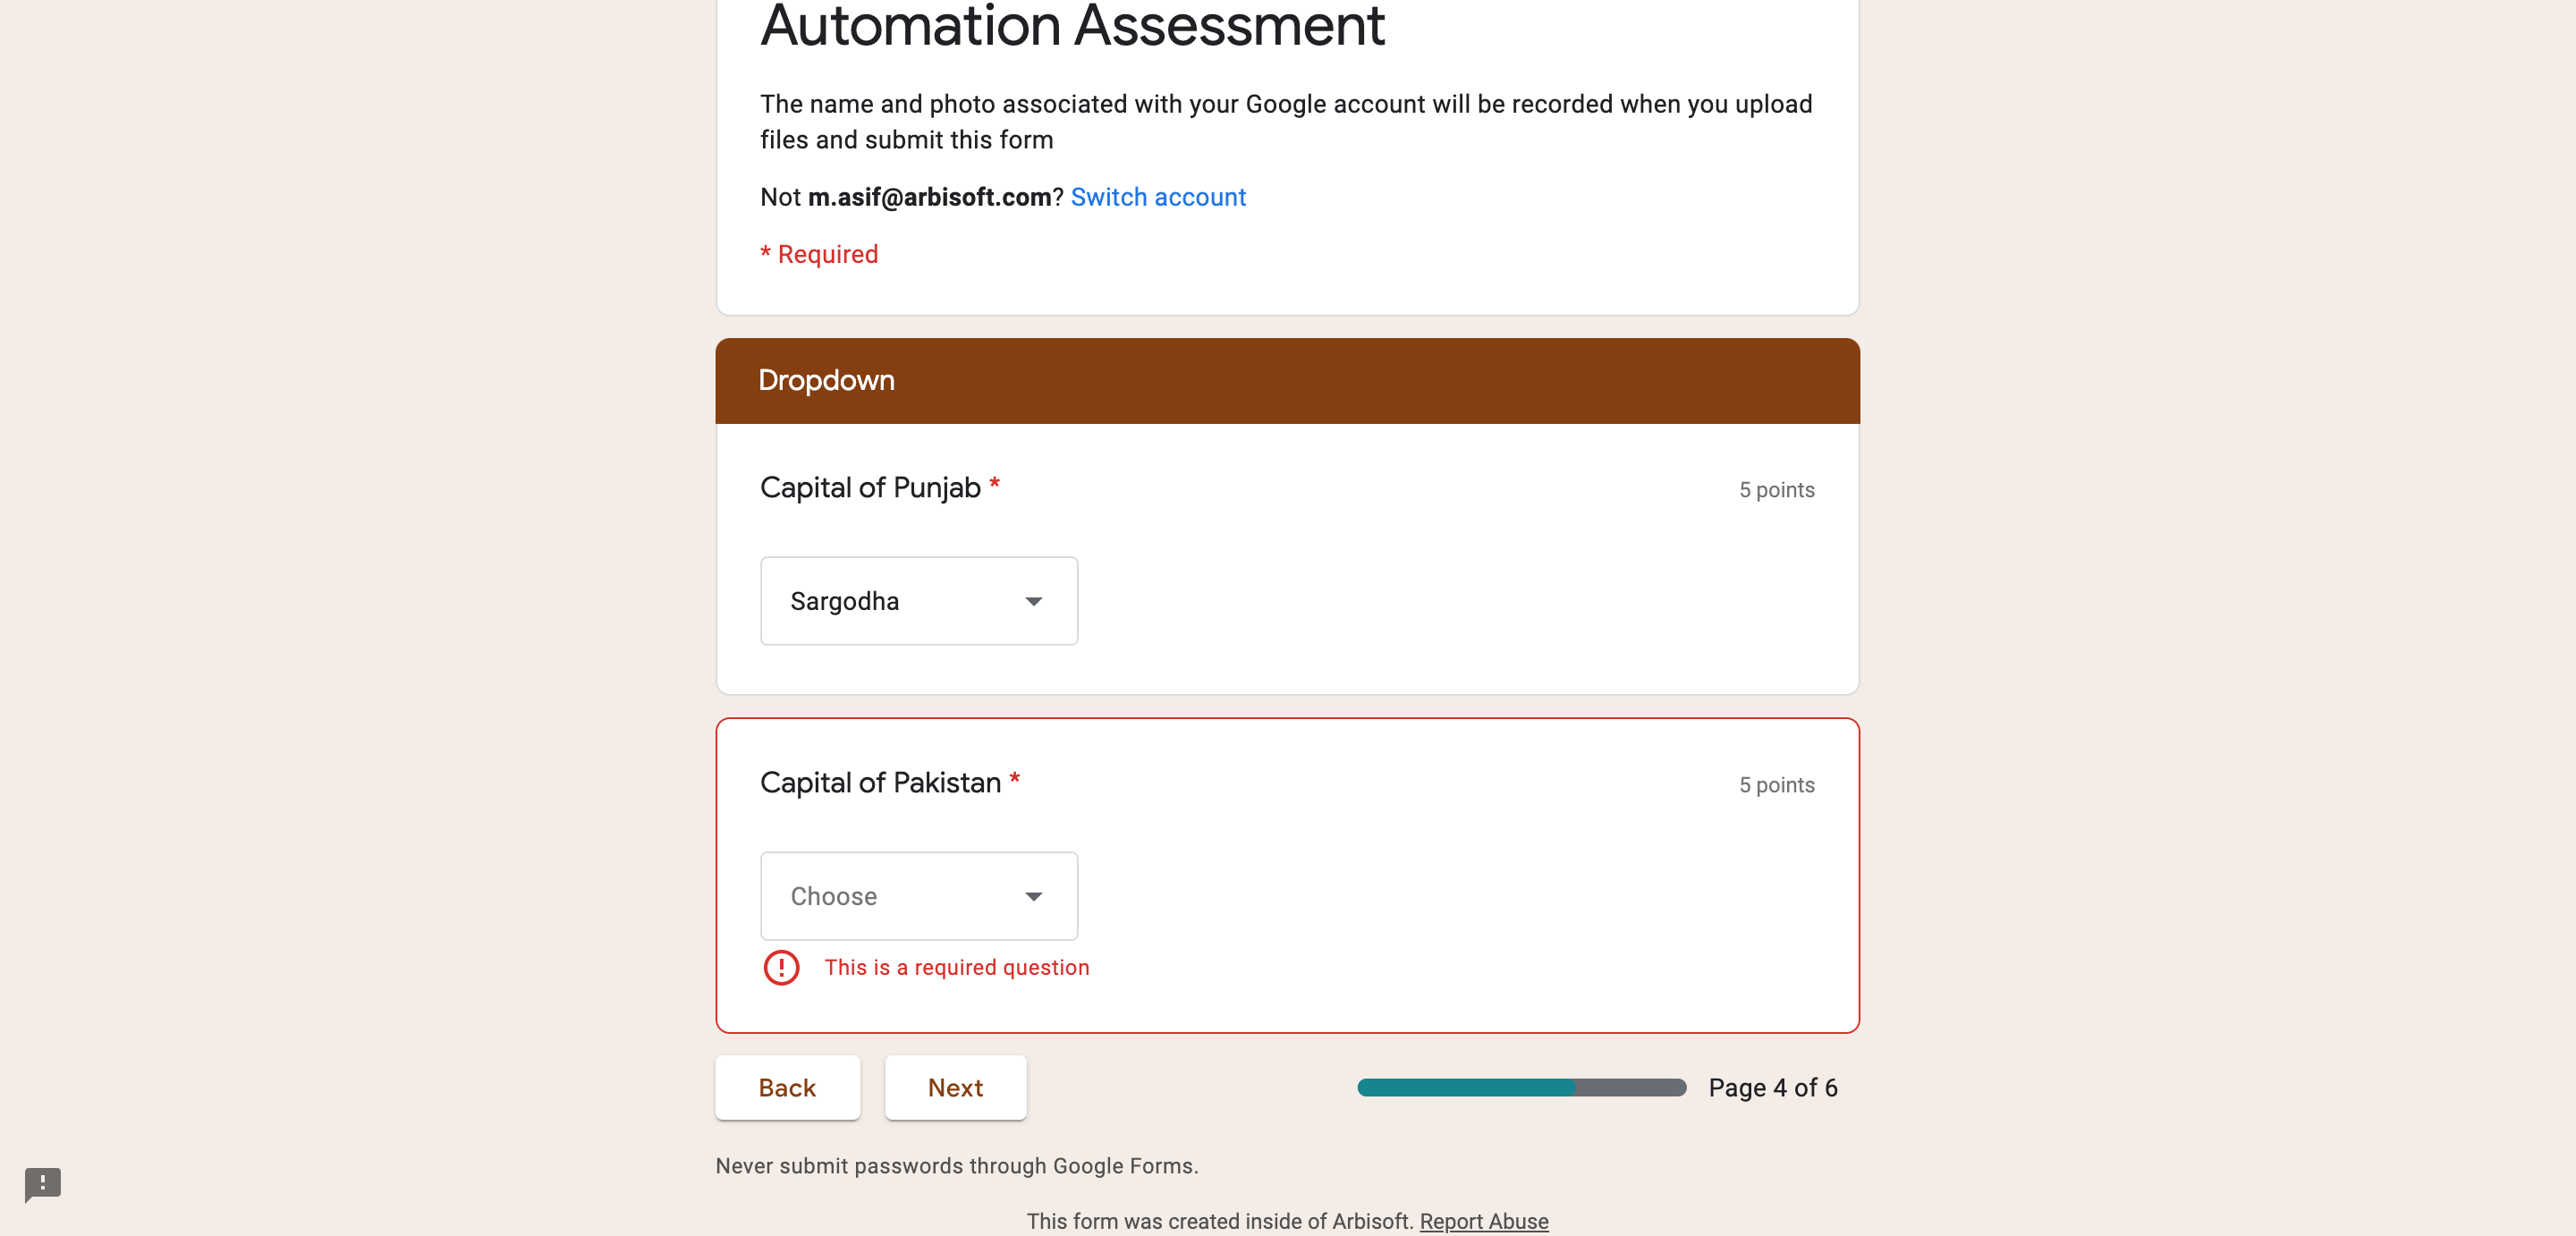 Automation Assessment
The name and photo associated with your Google account will be recorded when you upload
files and submit this form
Not m.asif@arbisoft.com? Switch account
* Required
Dropdown
Capital of Punjab *
5 points
Sargodha
Capital of Pakistan *
5 points
Choose
This is a required question
Back
Next
Page 4 of 6
Never submit passwords through Google Forms.
This form was created inside of Arbisoft. Report Abuse